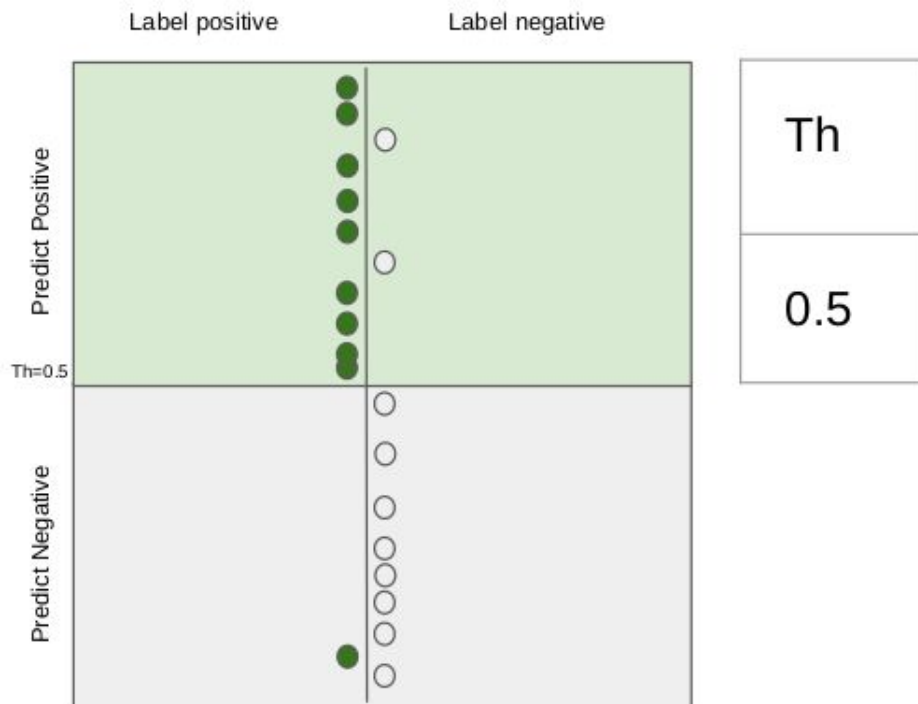 Label positive
Label negative
Predict Positive
Th=0.5
Predict Negative
Th
0.5